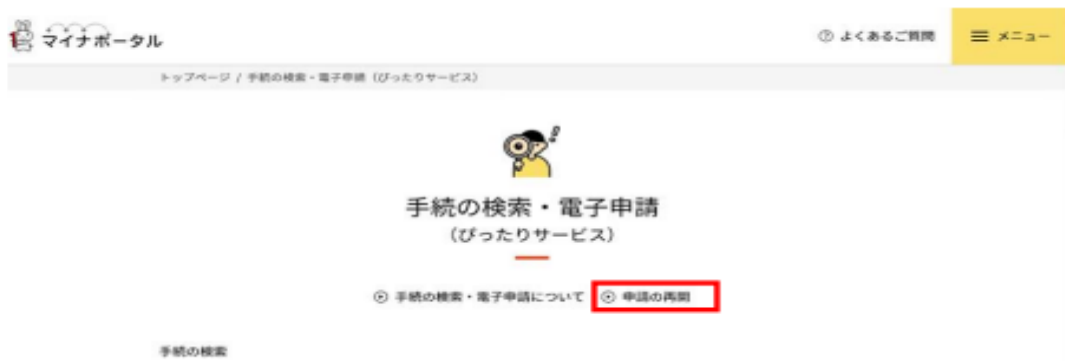 マイナポータル
よくあるご質問
メニュー
トップページ / 手続の検索・電子申請（ぴったりサービス）
手続の検索・電子申請
（ぴったりサービス）
手続の検索・電子申請について 申請の再開
手続の検索